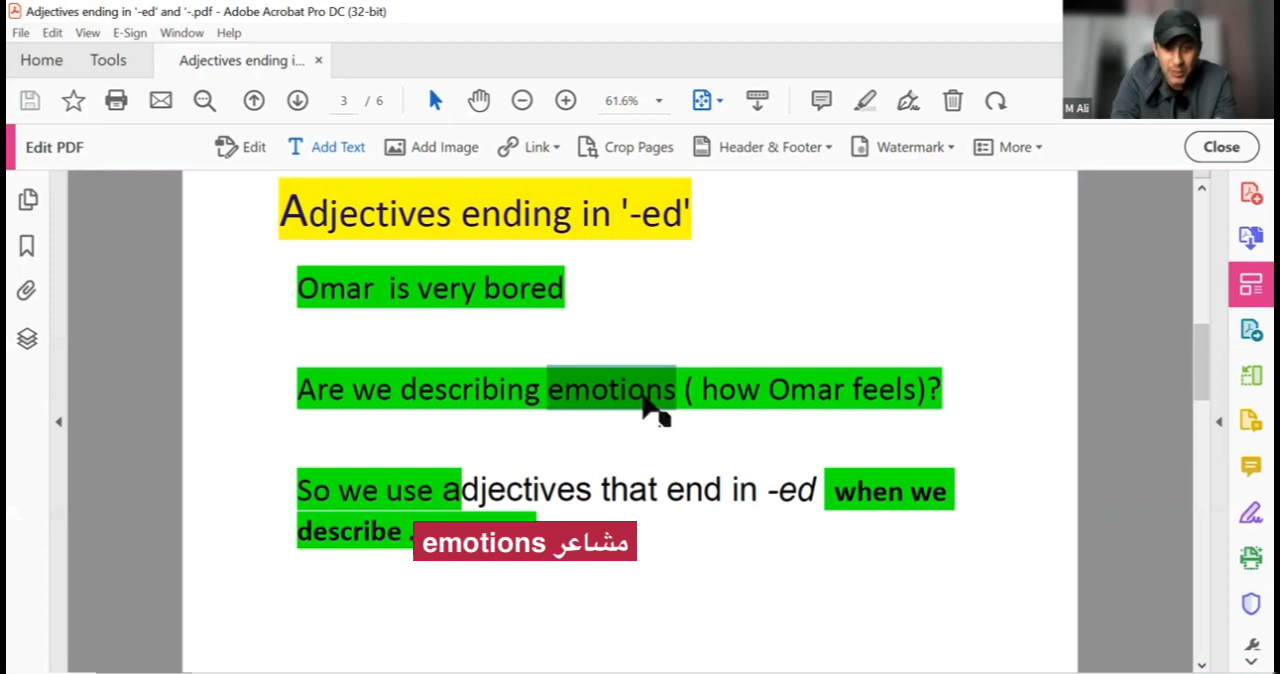 Adjectives ending in '-ed' and '-.pdf - Adobe Acrobat Pro DC (32-bit)
File Edit View E-Sign Window Help
Home Tools Adjectives ending i... ×
3 / 6 61.6%
M Ali
Edit PDF Edit Add Text Add Image Link Crop Pages Header & Footer Watermark More Close
Adjectives ending in '-ed'
Omar is very bored
Are we describing emotions ( how Omar feels)?
So we use adjectives that end in -ed when we
describe .
emotions مشاعر